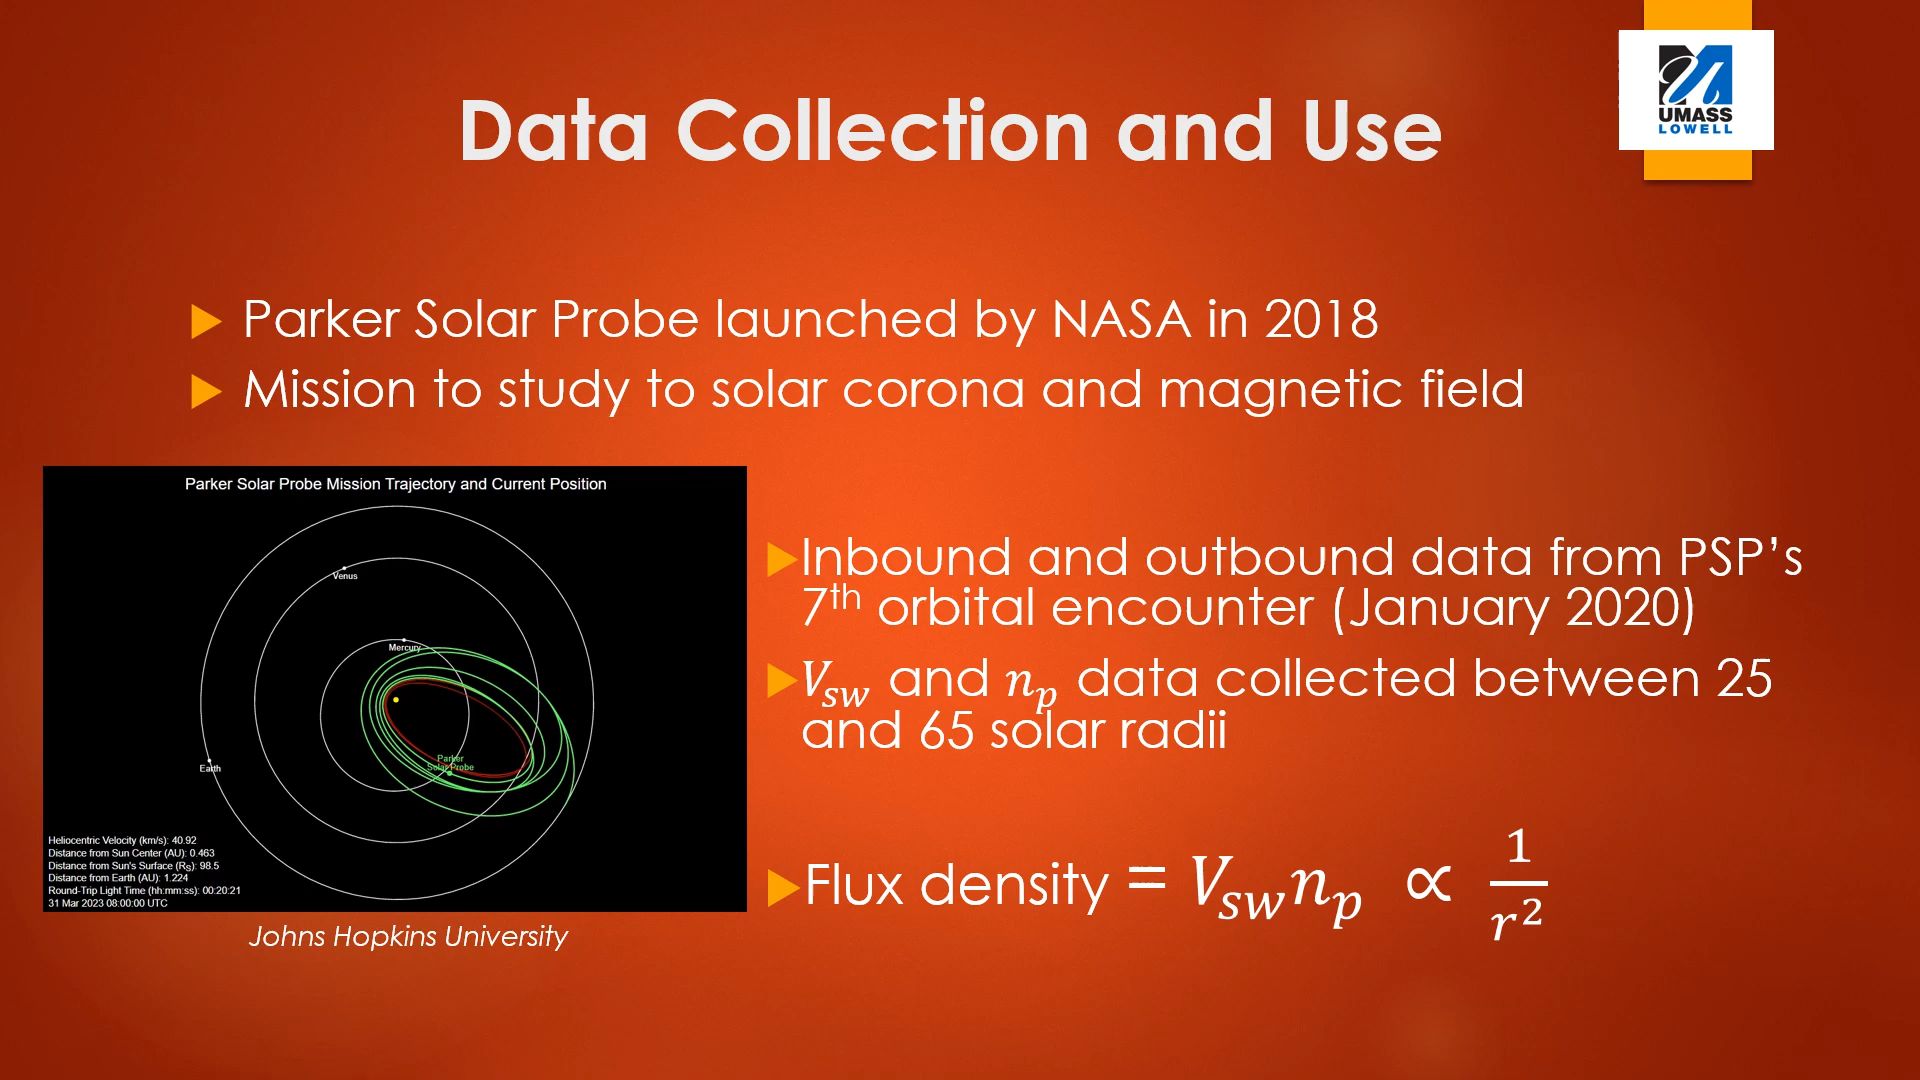 UMASS
LOWELL
Data Collection and Use
Parker Solar Probe launched by NASA in 2018
Mission to study to solar corona and magnetic field
Parker Solar Probe Mission Trajectory and Current Position
Venus
Mercury
Parker
Solar Probe
Earth
Heliocentric Velocity (km/s): 40.92
Distance from Sun Center (AU): 0.463
Distance from Sun's Surface (R_S): 98.5
Distance from Earth (AU): 1.224
Round-Trip Light Time (hh:mm:ss): 00:20:21
31 Mar 2023 08:00:00 UTC
Johns Hopkins University
Inbound and outbound data from PSP’s
7th orbital encounter (January 2020)
V_sw and n_p data collected between 25
and 65 solar radii
Flux density = V_sw n_p ∝ 1/r²